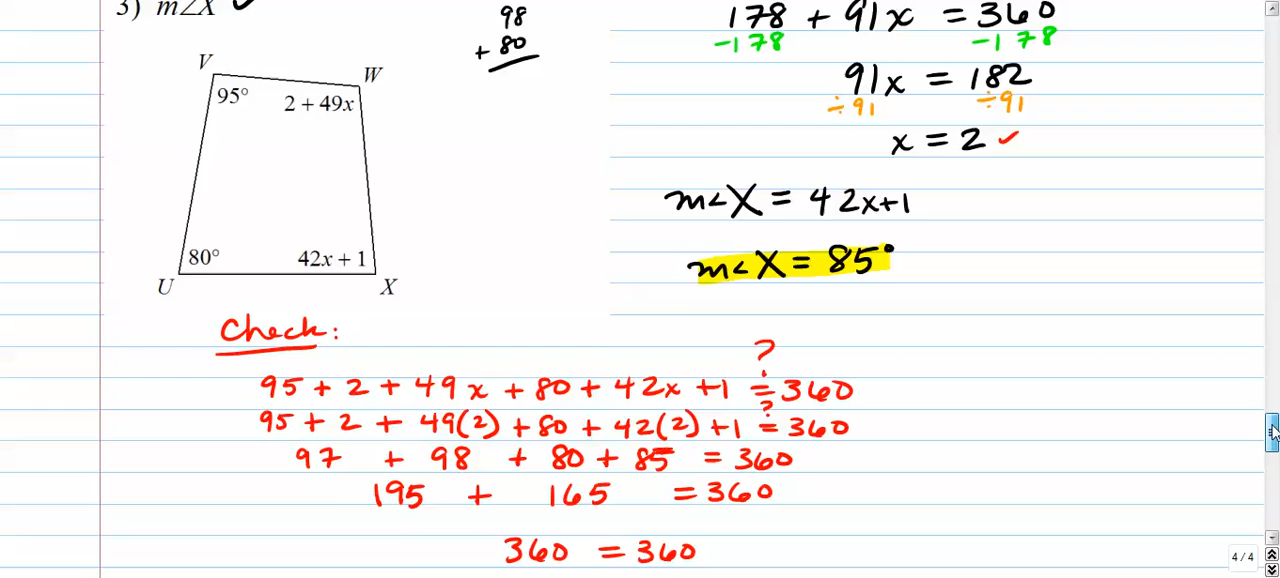 3) m∠X ✓
98
+ 80
V
W
95°
2 + 49x
80°
42x + 1
U
X
178 + 91x = 360
-178 -178
91x = 182
÷91 ÷91
x = 2 ✓
m∠X = 42x+1
m∠X = 85°
Check:
?
95 + 2 + 49x + 80 + 42x + 1 = 360
?
95 + 2 + 49(2) + 80 + 42(2) + 1 = 360
97 + 98 + 80 + 85 = 360
195 + 165 = 360
360 = 360
4/4